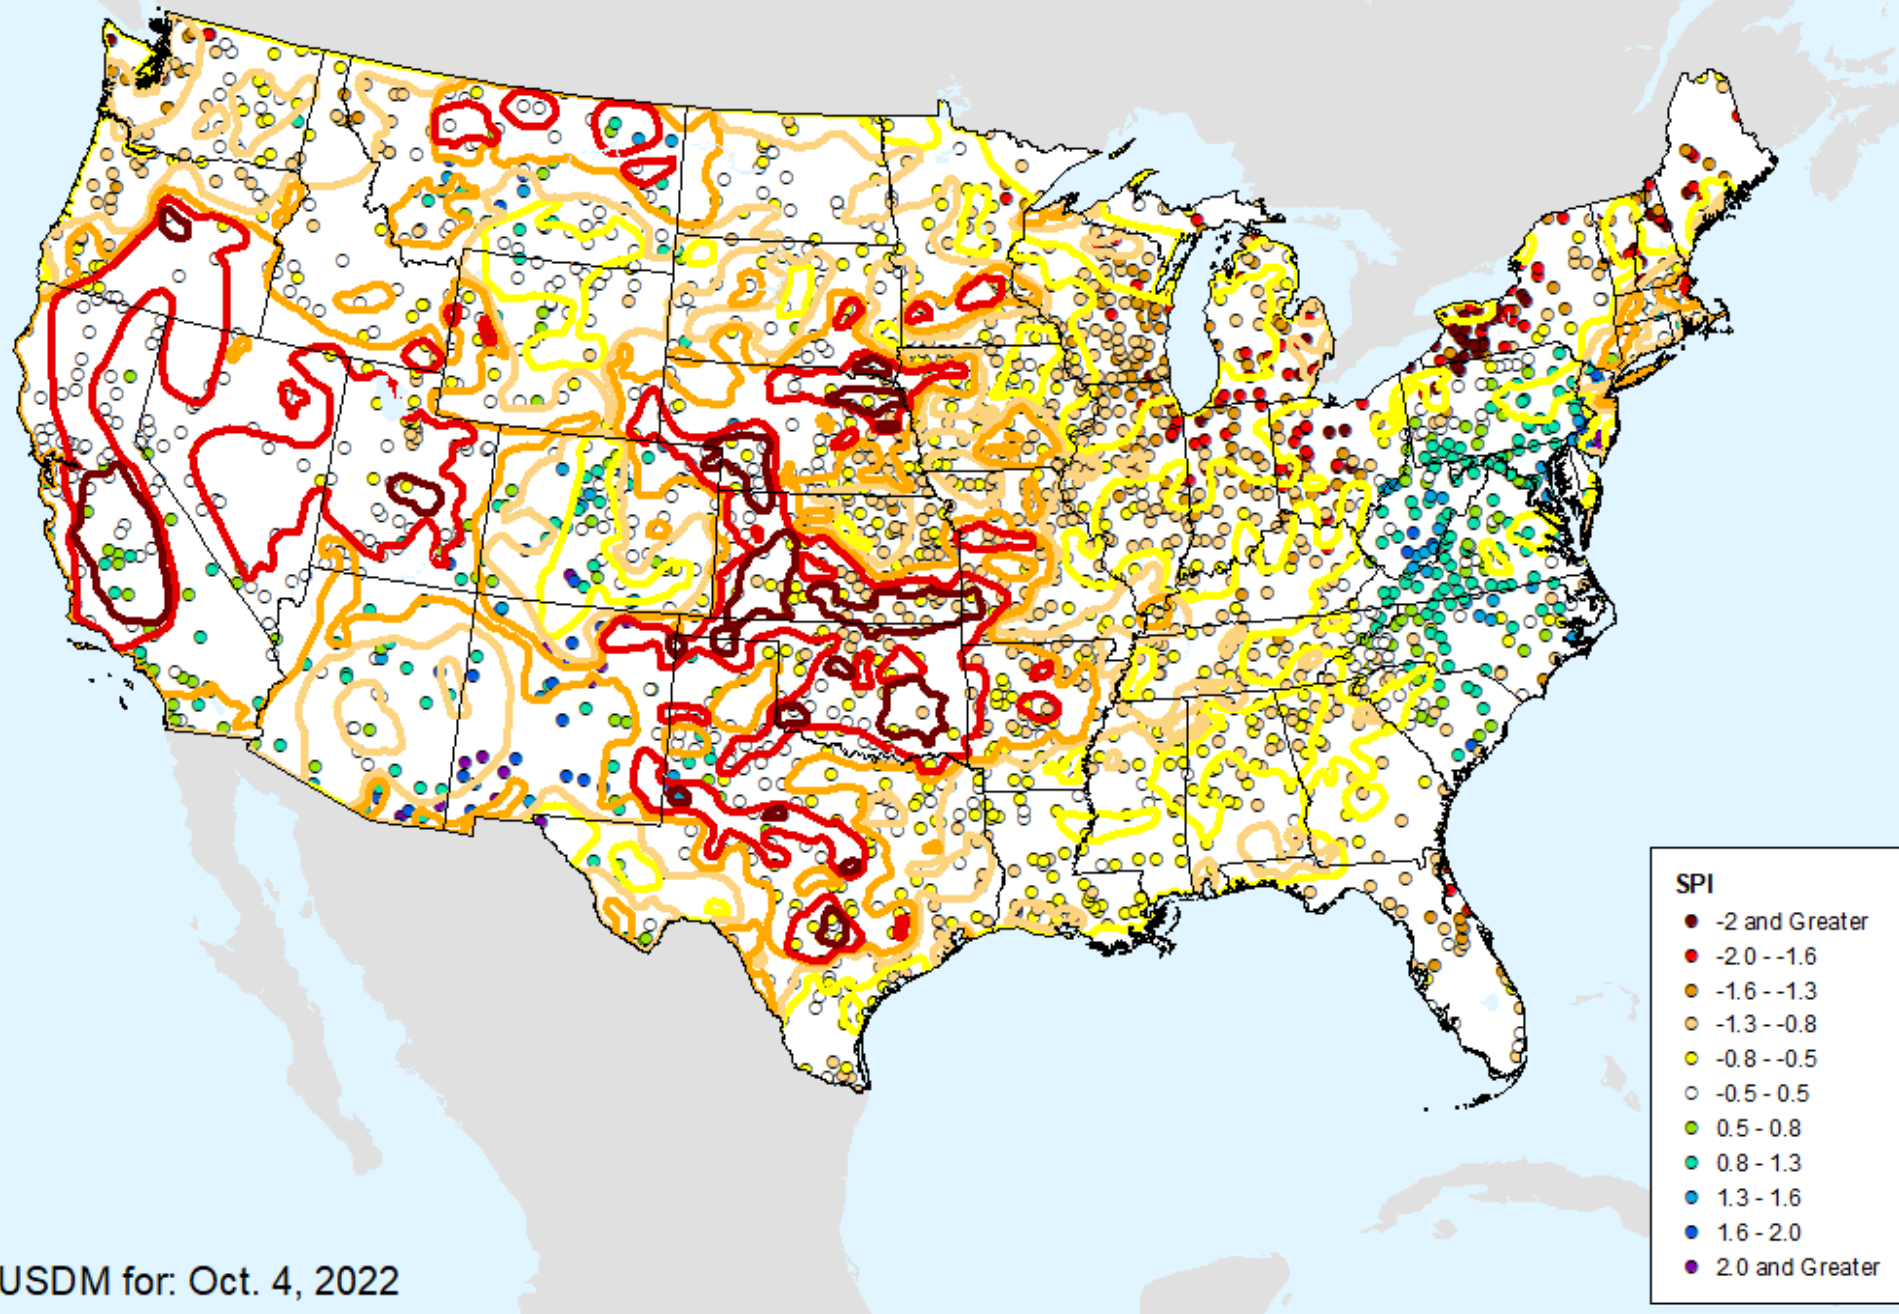 SPI
-2 and Greater
-2.0 - -1.6
-1.6 - -1.3
-1.3 - -0.8
-0.8 - -0.5
-0.5 - 0.5
0.5 - 0.8
0.8 - 1.3
1.3 - 1.6
1.6 - 2.0
2.0 and Greater
USDM for: Oct. 4, 2022